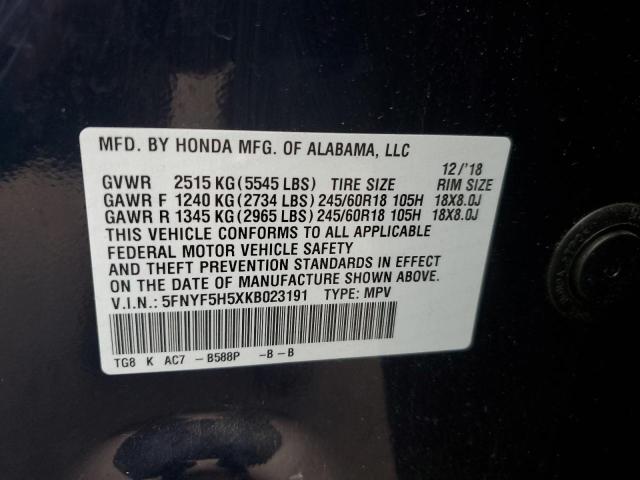 MFD. BY HONDA MFG. OF ALABAMA, LLC
12/'18
GVWR 2515 KG (5545 LBS) TIRE SIZE RIM SIZE
GAWR F 1240 KG (2734 LBS) 245/60R18 105H 18X8.0J
GAWR R 1345 KG (2965 LBS) 245/60R18 105H 18X8.0J
THIS VEHICLE CONFORMS TO ALL APPLICABLE
FEDERAL MOTOR VEHICLE SAFETY
AND THEFT PREVENTION STANDARDS IN EFFECT
ON THE DATE OF MANUFACTURE SHOWN ABOVE.
V.I.N.: 5FNYF5H5XKB023191 TYPE: MPV
TG8 K AC7 -B588P -B-B